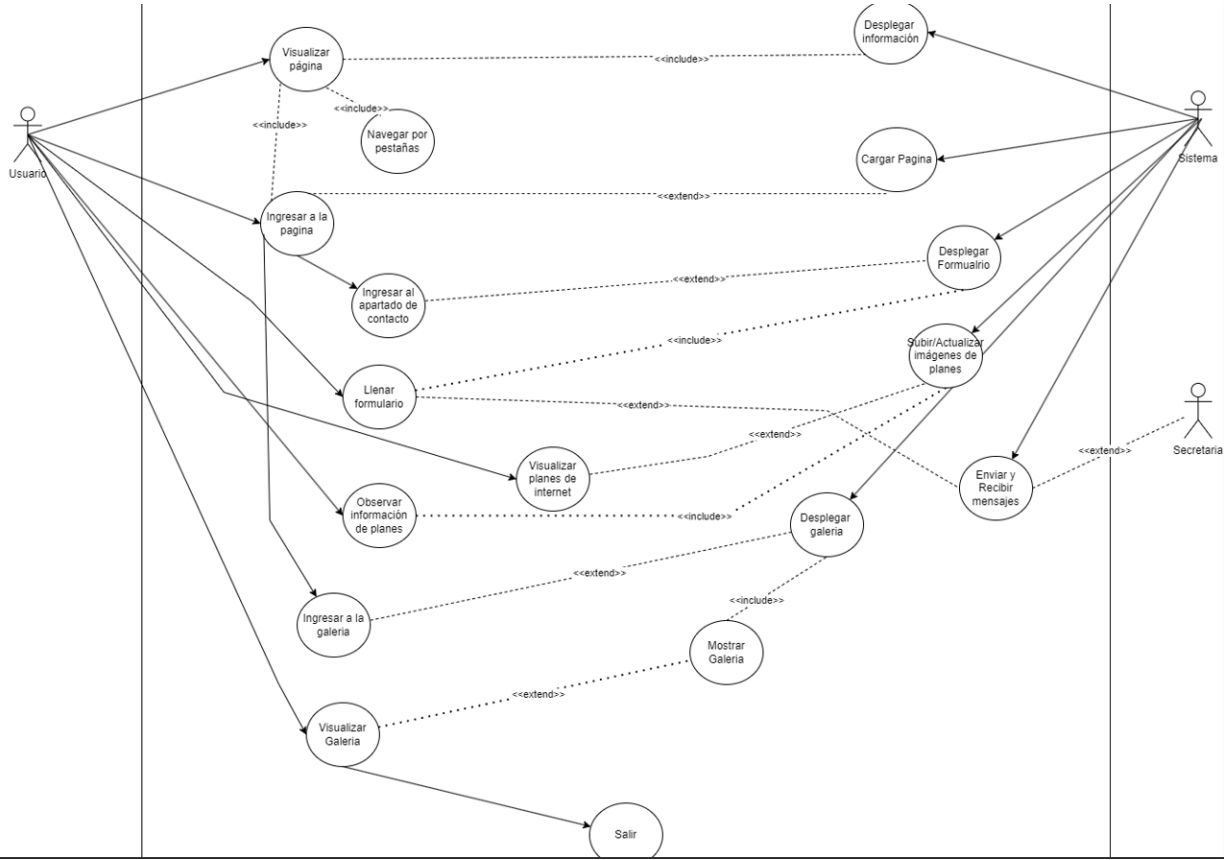 Desplegar
información
Visualizar
página
<<include>>
<<include>>
<<include>>
Navegar por
pestañas
Usuario
Cargar Pagina
Sistema
<<extend>>
Ingresar a la
pagina
Desplegar
Formualrio
<<extend>>
Ingresar al
apartado de
contacto
<<include>>
Subir/Actualizar
imágenes de
planes
Llenar
formulario
<<extend>>
<<extend>>
<<extend>>
Secretaria
Visualizar
planes de
internet
Enviar y
Recibir
mensajes
Observar
información
de planes
<<include>>
Desplegar
galeria
<<extend>>
Ingresar a la
galeria
<<include>>
Mostrar
Galeria
<<extend>>
Visualizar
Galeria
Salir